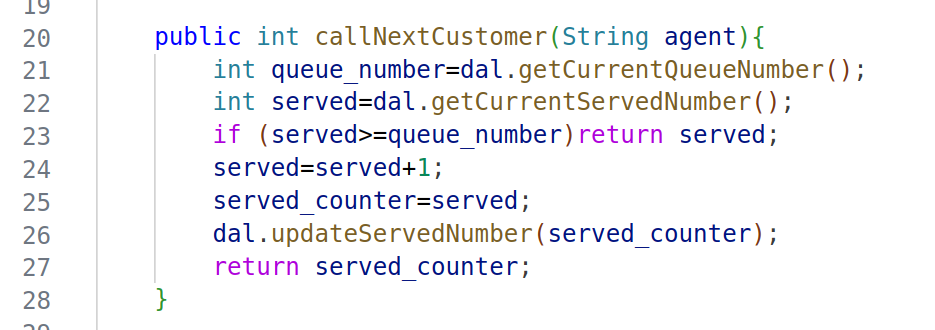 19
20 public int callNextCustomer(String agent){
21 int queue_number=dal.getCurrentQueueNumber();
22 int served=dal.getCurrentServedNumber();
23 if (served>=queue_number)return served;
24 served=served+1;
25 served_counter=served;
26 dal.updateServedNumber(served_counter);
27 return served_counter;
28 }